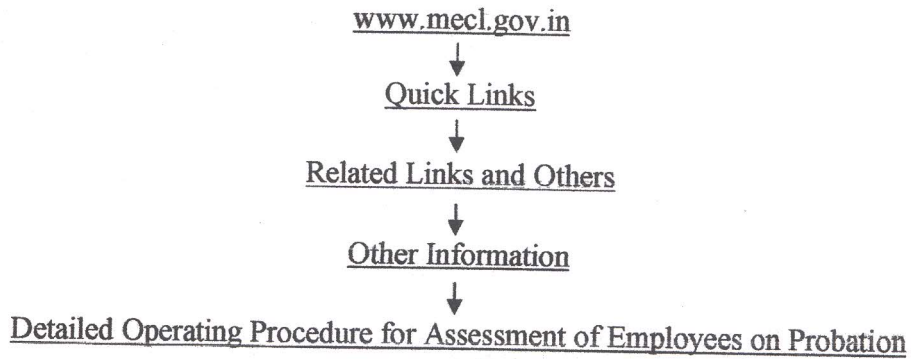 www.mecl.gov.in
Quick Links
Related Links and Others
Other Information
Detailed Operating Procedure for Assessment of Employees on Probation